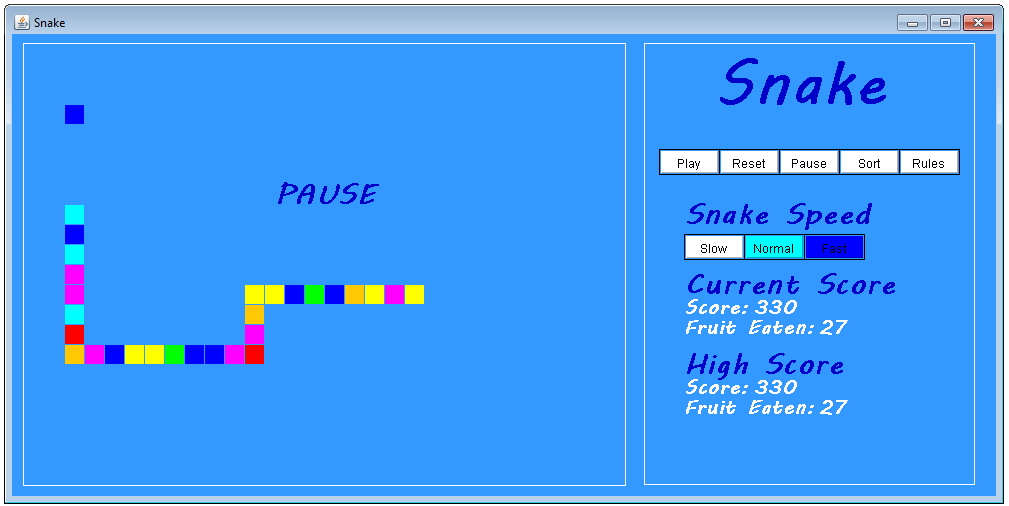 Snake
PAUSE
Snake
Play Reset Pause Sort Rules
Snake Speed
Slow Normal Fast
Current Score
Score: 330
Fruit Eaten: 27
High Score
Score: 330
Fruit Eaten: 27